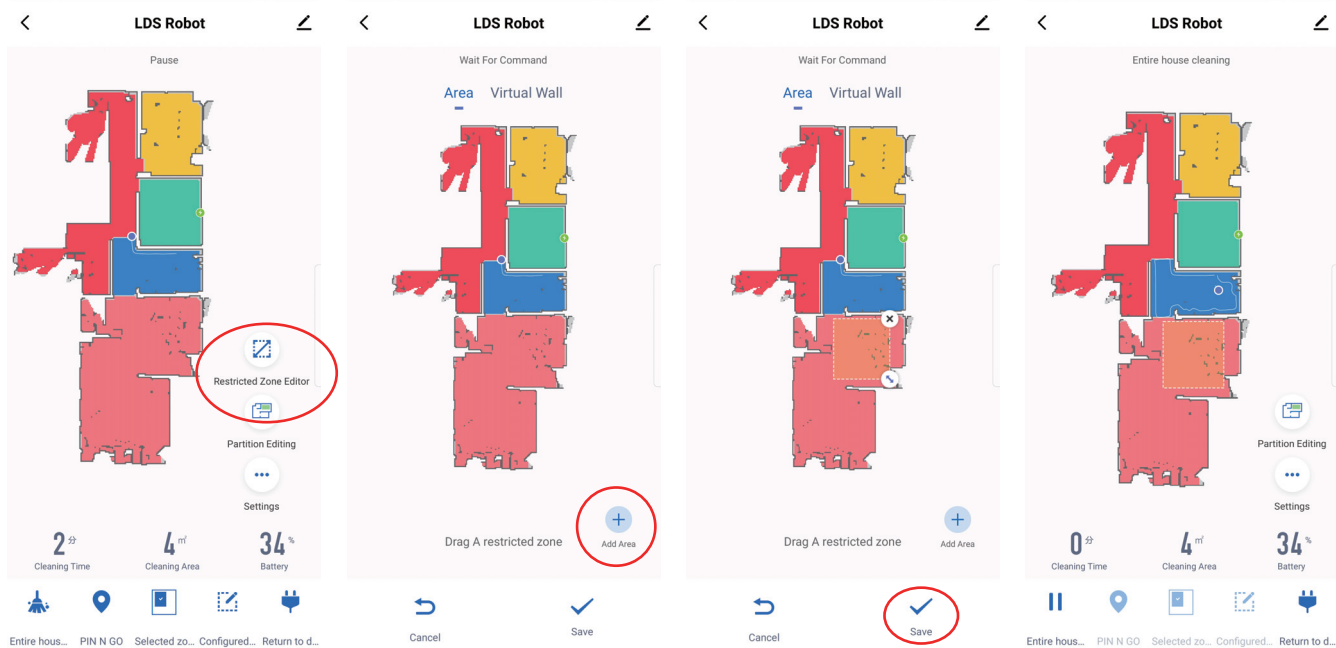 LDS Robot
Pause
Restricted Zone Editor
Partition Editing
Settings
2 分
Cleaning Time
4 ㎡
Cleaning Area
34 %
Battery
Entire hous...
PIN N GO
Selected zo...
Configured...
Return to d...
LDS Robot
Wait For Command
Area
Virtual Wall
Drag A restricted zone
Add Area
Cancel
Save
LDS Robot
Wait For Command
Area
Virtual Wall
Drag A restricted zone
Add Area
Cancel
Save
LDS Robot
Entire house cleaning
Partition Editing
Settings
0 分
Cleaning Time
4 ㎡
Cleaning Area
34 %
Battery
Entire hous...
PIN N GO
Selected zo...
Configured...
Return to d...